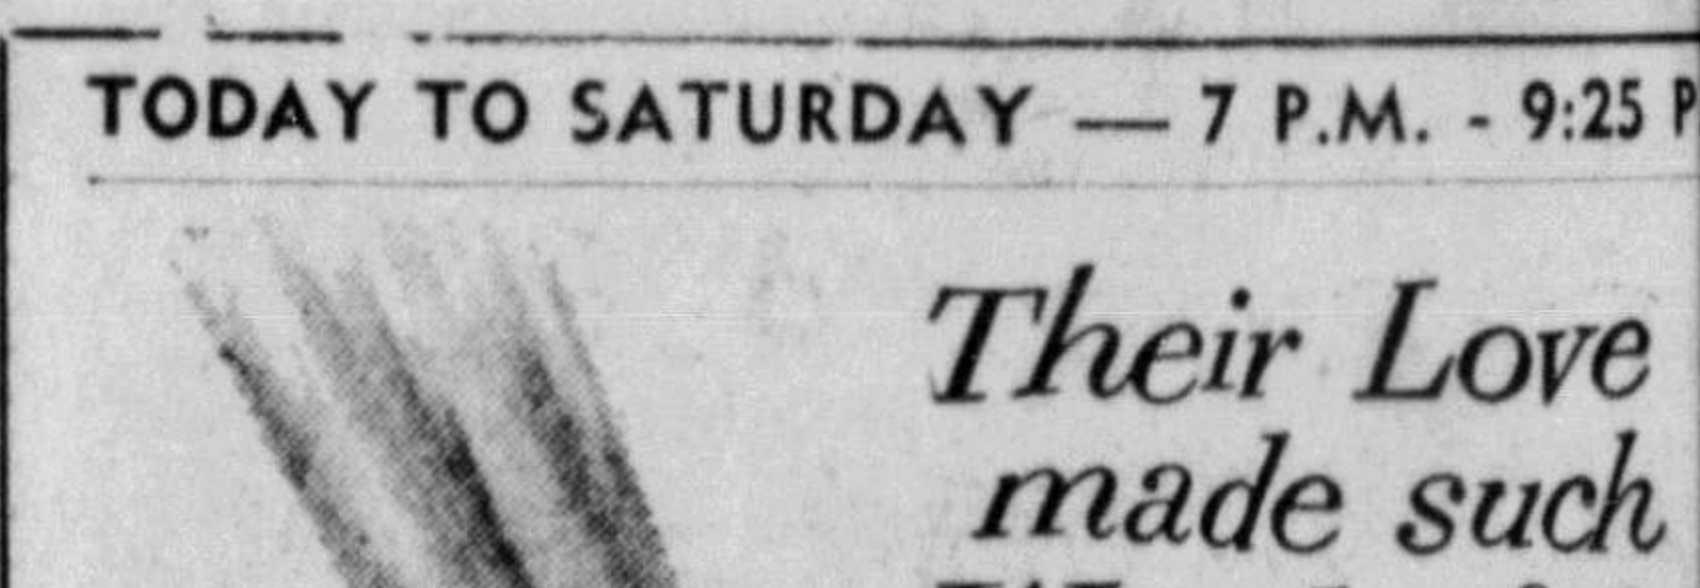 TODAY TO SATURDAY — 7 P.M. - 9:25 P
Their Love
made such